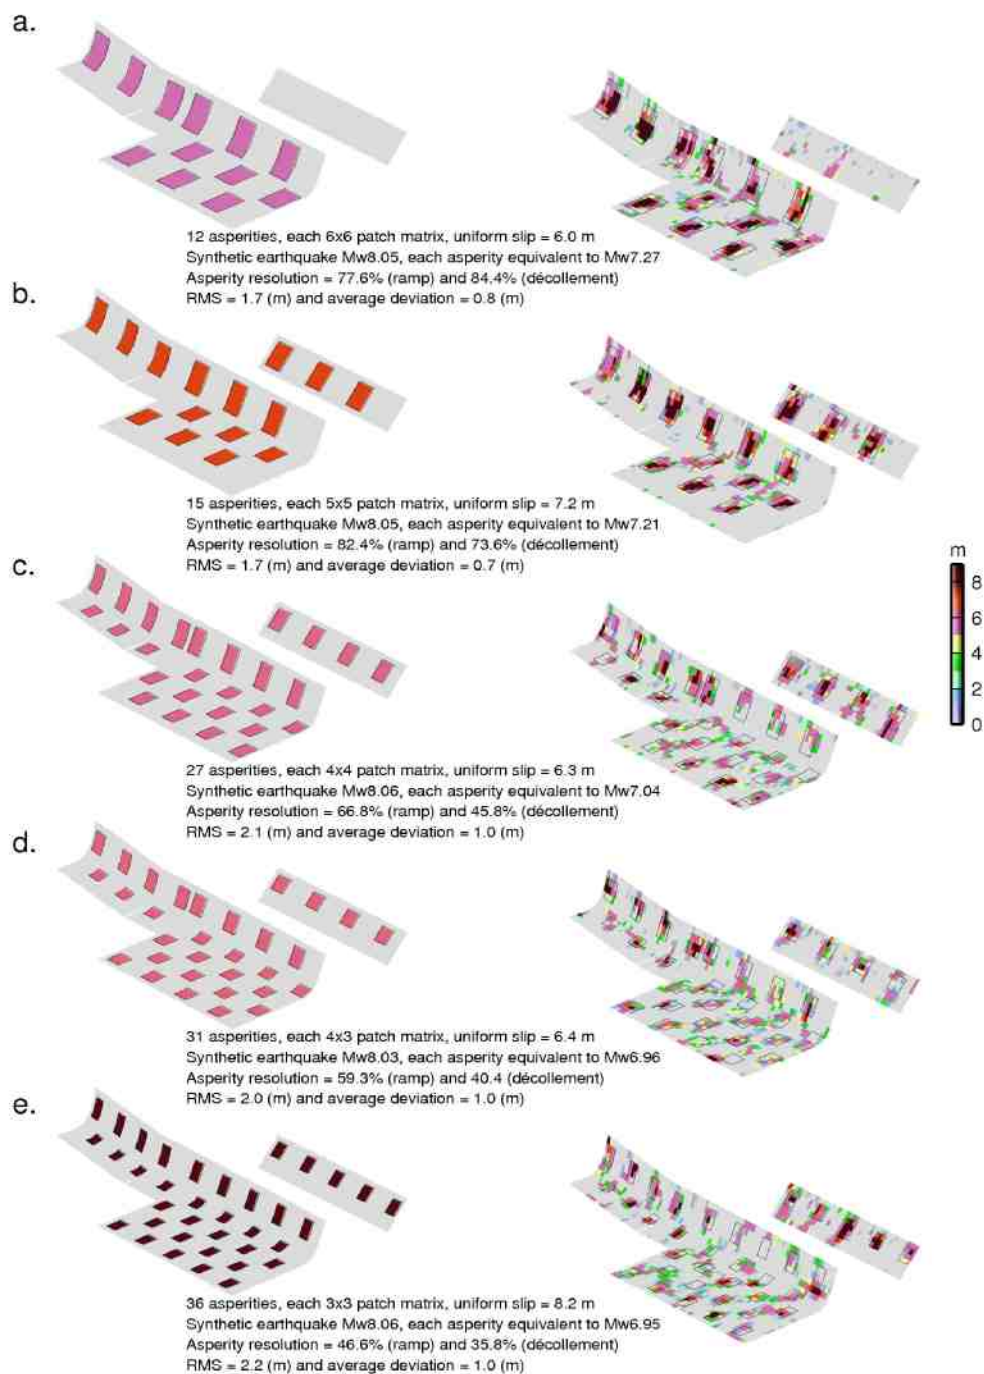 a.
12 asperities, each 6x6 patch matrix, uniform slip = 6.0 m
Synthetic earthquake Mw8.05, each asperity equivalent to Mw7.27
Asperity resolution = 77.6% (ramp) and 84.4% (décollement)
RMS = 1.7 (m) and average deviation = 0.8 (m)
b.
15 asperities, each 5x5 patch matrix, uniform slip = 7.2 m
Synthetic earthquake Mw8.05, each asperity equivalent to Mw7.21
Asperity resolution = 82.4% (ramp) and 73.6% (décollement)
RMS = 1.7 (m) and average deviation = 0.7 (m)
c.
m
8
6
4
2
0
27 asperities, each 4x4 patch matrix, uniform slip = 6.3 m
Synthetic earthquake Mw8.06, each asperity equivalent to Mw7.04
Asperity resolution = 66.8% (ramp) and 45.8% (décollement)
RMS = 2.1 (m) and average deviation = 1.0 (m)
d.
31 asperities, each 4x3 patch matrix, uniform slip = 6.4 m
Synthetic earthquake Mw8.03, each asperity equivalent to Mw6.96
Asperity resolution = 59.3% (ramp) and 40.4 (décollement)
RMS = 2.0 (m) and average deviation = 1.0 (m)
e.
36 asperities, each 3x3 patch matrix, uniform slip = 8.2 m
Synthetic earthquake Mw8.06, each asperity equivalent to Mw6.95
Asperity resolution = 46.6% (ramp) and 35.8% (décollement)
RMS = 2.2 (m) and average deviation = 1.0 (m)